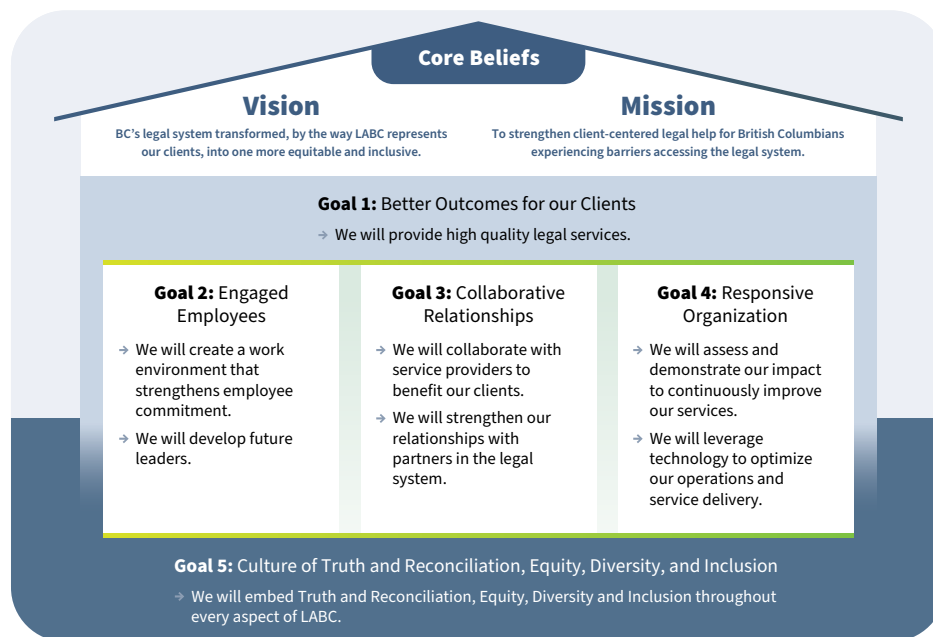 Core Beliefs
Vision
BC's legal system transformed, by the way LABC represents
our clients, into one more equitable and inclusive.
Mission
To strengthen client-centered legal help for British Columbians
experiencing barriers accessing the legal system.
Goal 1: Better Outcomes for our Clients
→ We will provide high quality legal services.
Goal 2: Engaged
Employees
→ We will create a work
environment that
strengthens employee
commitment.
→ We will develop future
leaders.
Goal 3: Collaborative
Relationships
→ We will collaborate with
service providers to
benefit our clients.
→ We will strengthen our
relationships with
partners in the legal
system.
Goal 4: Responsive
Organization
→ We will assess and
demonstrate our impact
to continuously improve
our services.
→ We will leverage
technology to optimize
our operations and
service delivery.
Goal 5: Culture of Truth and Reconciliation, Equity, Diversity, and Inclusion
→ We will embed Truth and Reconciliation, Equity, Diversity and Inclusion throughout
every aspect of LABC.